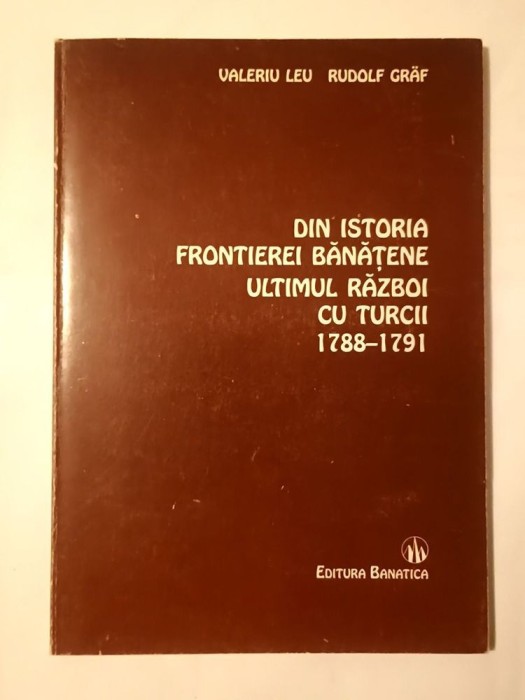 VALERIU LEU RUDOLF GRÄF
DIN ISTORIA
FRONTIEREI BĂNĂȚENE
ULTIMUL RĂZBOI
CU TURCII
1788–1791
EDITURA BANATICA